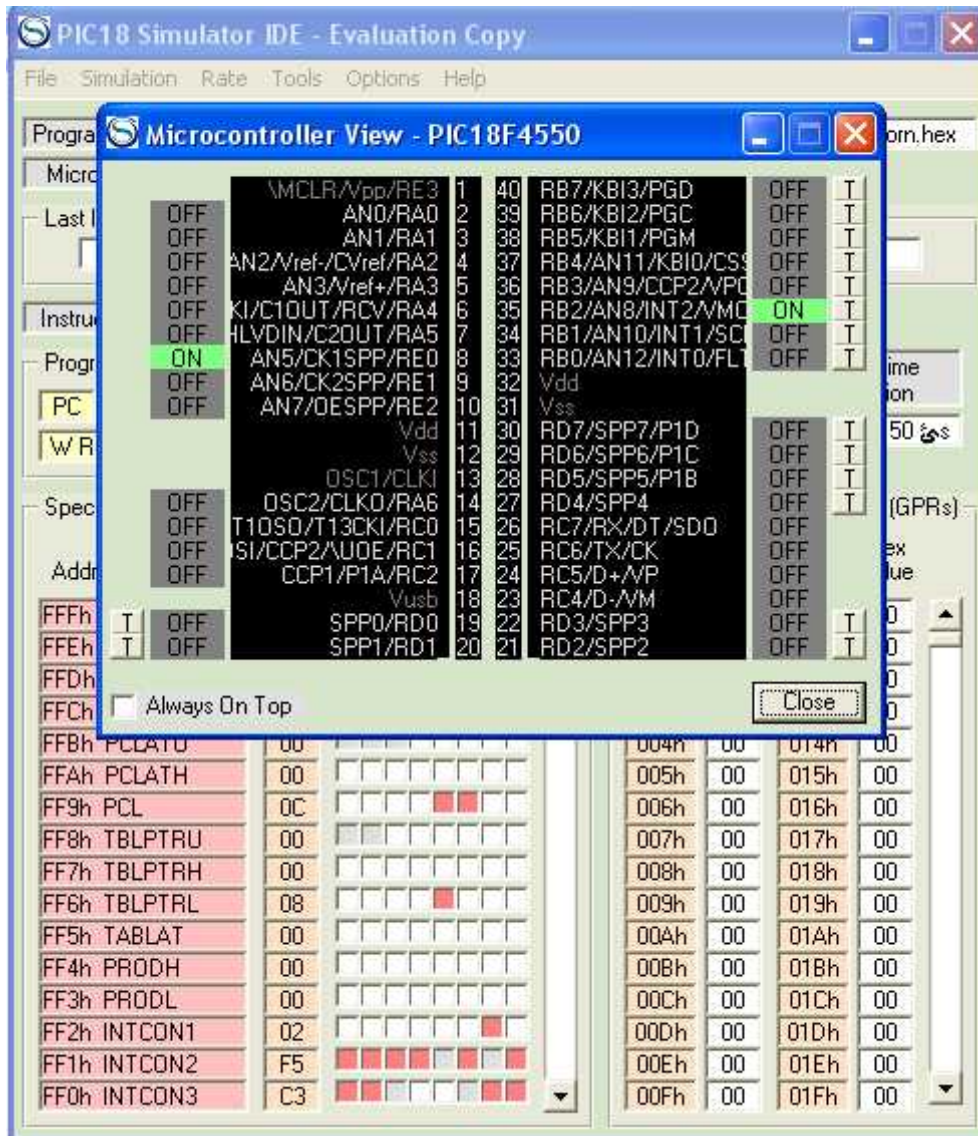 PIC18 Simulator IDE - Evaluation Copy
File Simulation Rate Tools Options Help
Microcontroller View - PIC18F4550
\MCLR/Vpp/RE3 1 40 RB7/KBI3/PGD OFF T
OFF AN0/RA0 2 39 RB6/KBI2/PGC OFF T
OFF AN1/RA1 3 38 RB5/KBI1/PGM OFF T
OFF AN2/Vref-/CVref/RA2 4 37 RB4/AN11/KBI0/CSS OFF T
OFF AN3/Vref+/RA3 5 36 RB3/AN9/CCP2/VPO OFF T
OFF KI/C1OUT/RCV/RA4 6 35 RB2/AN8/INT2/VMO ON T
OFF HLVDIN/C2OUT/RA5 7 34 RB1/AN10/INT1/SC OFF T
ON AN5/CK1SPP/RE0 8 33 RB0/AN12/INT0/FLT OFF T
OFF AN6/CK2SPP/RE1 9 32 Vdd
OFF AN7/OESPP/RE2 10 31 Vss
Vdd 11 30 RD7/SPP7/P1D OFF T
Vss 12 29 RD6/SPP6/P1C OFF T
OSC1/CLKI 13 28 RD5/SPP5/P1B OFF T
OFF OSC2/CLKO/RA6 14 27 RD4/SPP4 OFF T
OFF T1OSO/T13CKI/RC0 15 26 RC7/RX/DT/SDO OFF
OFF SI/CCP2/\UOE/RC1 16 25 RC6/TX/CK OFF
OFF CCP1/P1A/RC2 17 24 RC5/D+/VP OFF
Vusb 18 23 RC4/D-/VM OFF
T OFF SPP0/RD0 19 22 RD3/SPP3 OFF T
T OFF SPP1/RD1 20 21 RD2/SPP2 OFF T
Always On Top Close
Progra
orn.hex
Micro
Last I
Instru
Progr
ime
ion
PC
50
s
W R
Spec
(GPRs)
Addr
ex
lue
FFFh 0
FFEh 0
FFDh 0
FFCh 0
FFBh PCLATU 00 004h 00 014h 00
FFAh PCLATH 00 005h 00 015h 00
FF9h PCL 0C 006h 00 016h 00
FF8h TBLPTRU 00 007h 00 017h 00
FF7h TBLPTRH 00 008h 00 018h 00
FF6h TBLPTRL 08 009h 00 019h 00
FF5h TABLAT 00 00Ah 00 01Ah 00
FF4h PRODH 00 00Bh 00 01Bh 00
FF3h PRODL 00 00Ch 00 01Ch 00
FF2h INTCON1 02 00Dh 00 01Dh 00
FF1h INTCON2 F5 00Eh 00 01Eh 00
FF0h INTCON3 C3 00Fh 00 01Fh 00